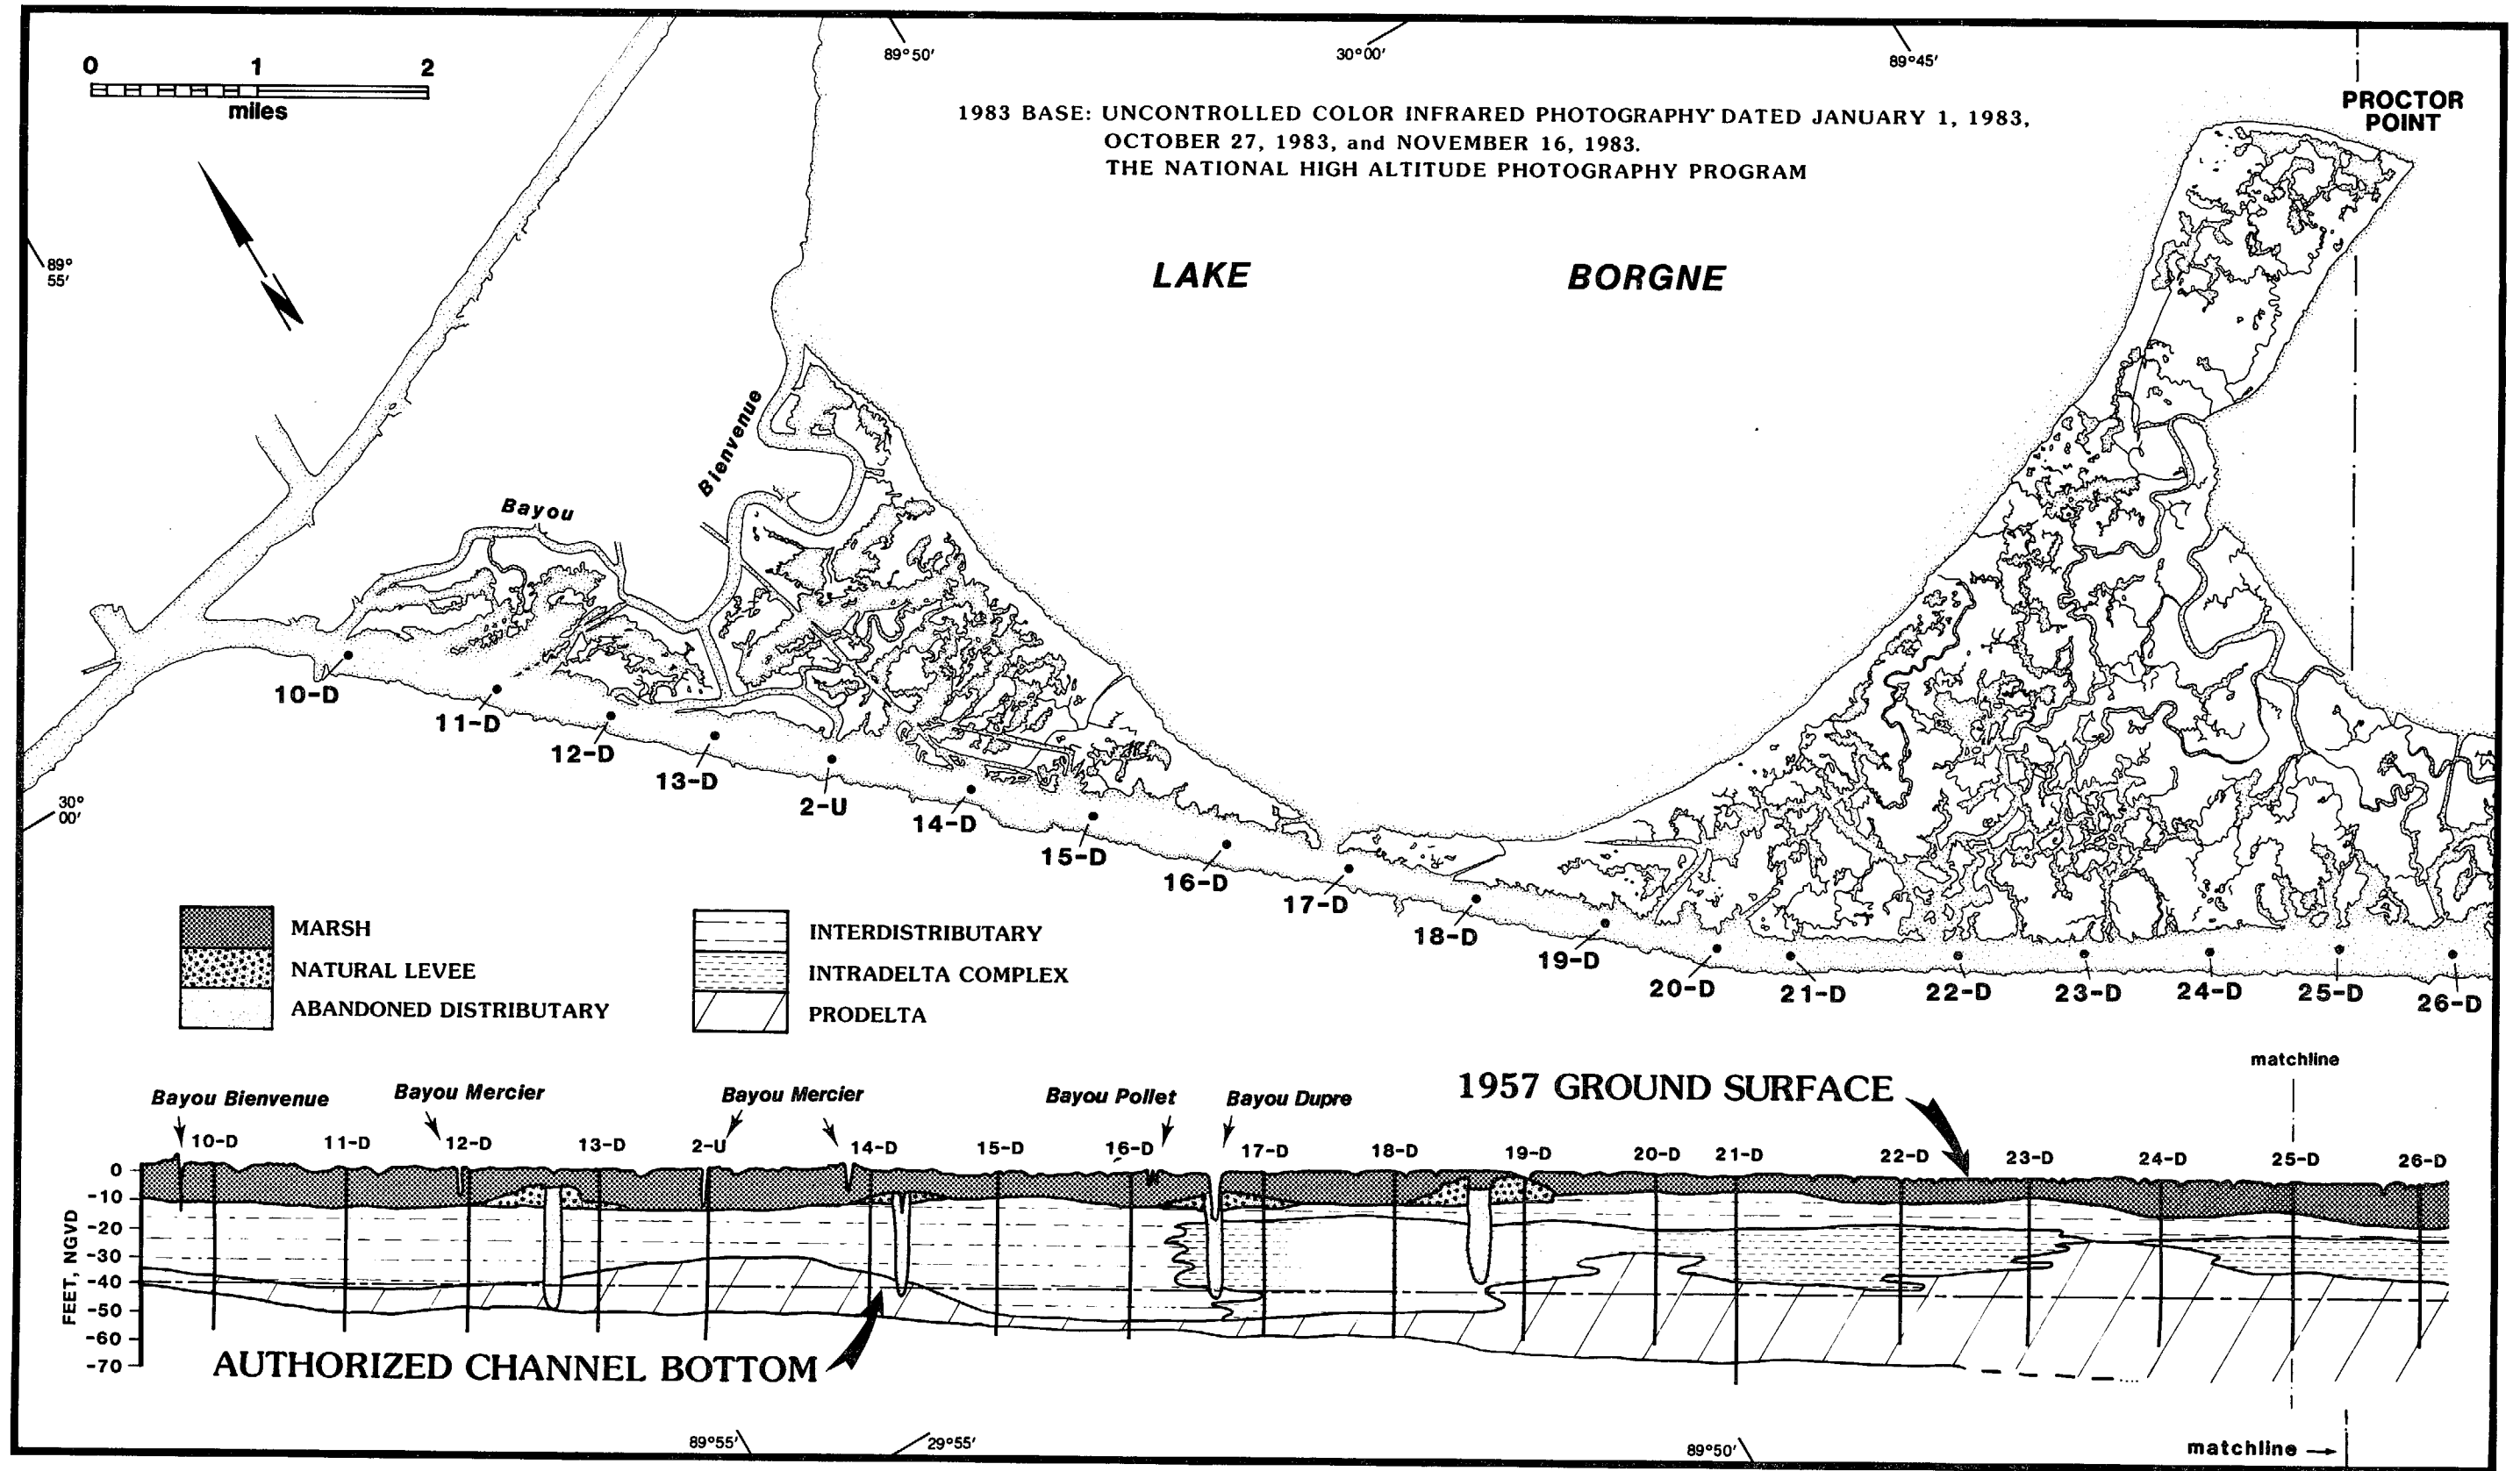 0 1 2
miles
89°50'
30°00'
89°45'
PROCTOR
POINT
1983 BASE: UNCONTROLLED COLOR INFRARED PHOTOGRAPHY DATED JANUARY 1, 1983,
OCTOBER 27, 1983, and NOVEMBER 16, 1983.
THE NATIONAL HIGH ALTITUDE PHOTOGRAPHY PROGRAM
89°
55'
LAKE BORGNE
Bienvenue
Bayou
10-D
11-D
12-D
13-D
2-U
14-D
15-D
16-D
17-D
18-D
19-D
20-D
21-D
22-D
23-D
24-D
25-D
26-D
30°
00'
MARSH
NATURAL LEVEE
ABANDONED DISTRIBUTARY
INTERDISTRIBUTARY
INTRADELTA COMPLEX
PRODELTA
matchline
1957 GROUND SURFACE
Bayou Bienvenue
Bayou Mercier
Bayou Mercier
Bayou Pollet
Bayou Dupre
10-D 11-D 12-D 13-D 2-U 14-D 15-D 16-D 17-D 18-D 19-D 20-D 21-D 22-D 23-D 24-D 25-D 26-D
FEET, NGVD
0
-10
-20
-30
-40
-50
-60
-70
AUTHORIZED CHANNEL BOTTOM
89°55'
29°55'
89°50'
matchline